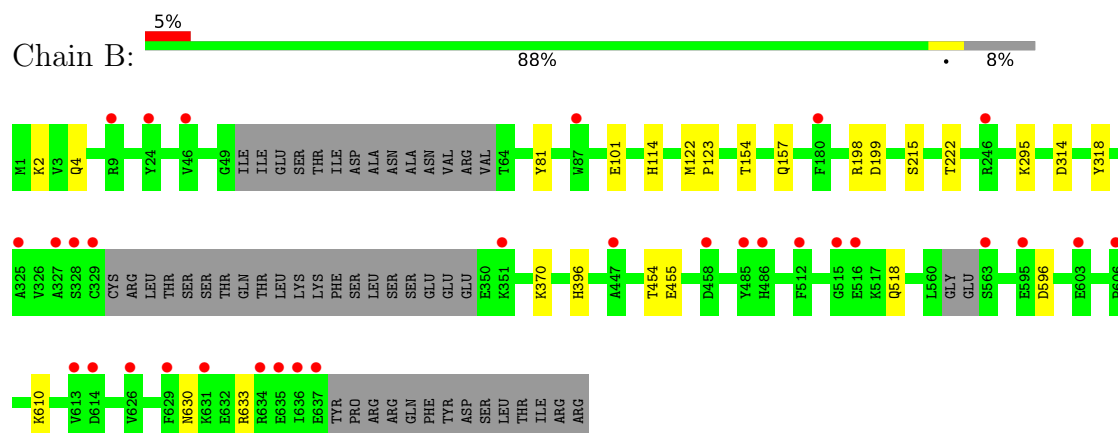 5%
Chain B:
88%
8%
M1 K2 V3 Q4 R9 Y24 V46 G49 ILE ILE GLU SER THR ILE ASP ALA ASN ALA ASN VAL ARG VAL T64 Y81 W87 E101 H114 M122 P123 T154 Q157 F180 R198 D199 S215 T222 R246 K295 D314 Y318
A325 V326 A327 S328 C329 CYS ARG LEU THR SER SER THR GLN THR LEU LYS LYS PHE SER LEU SER SER GLU GLU GLU E350 K351 K370 H396 A447 T454 E455 D458 Y485 H486 F512 G515 E516 K517 Q518 L560 GLY GLU S563 E595 D596 E603
K610 V613 D614 V626 F629 N630 K631 E632 R633 R634 E635 I636 E637 TYR PRO ARG ARG GLN PHE TYR ASP SER LEU THR ILE ARG ARG